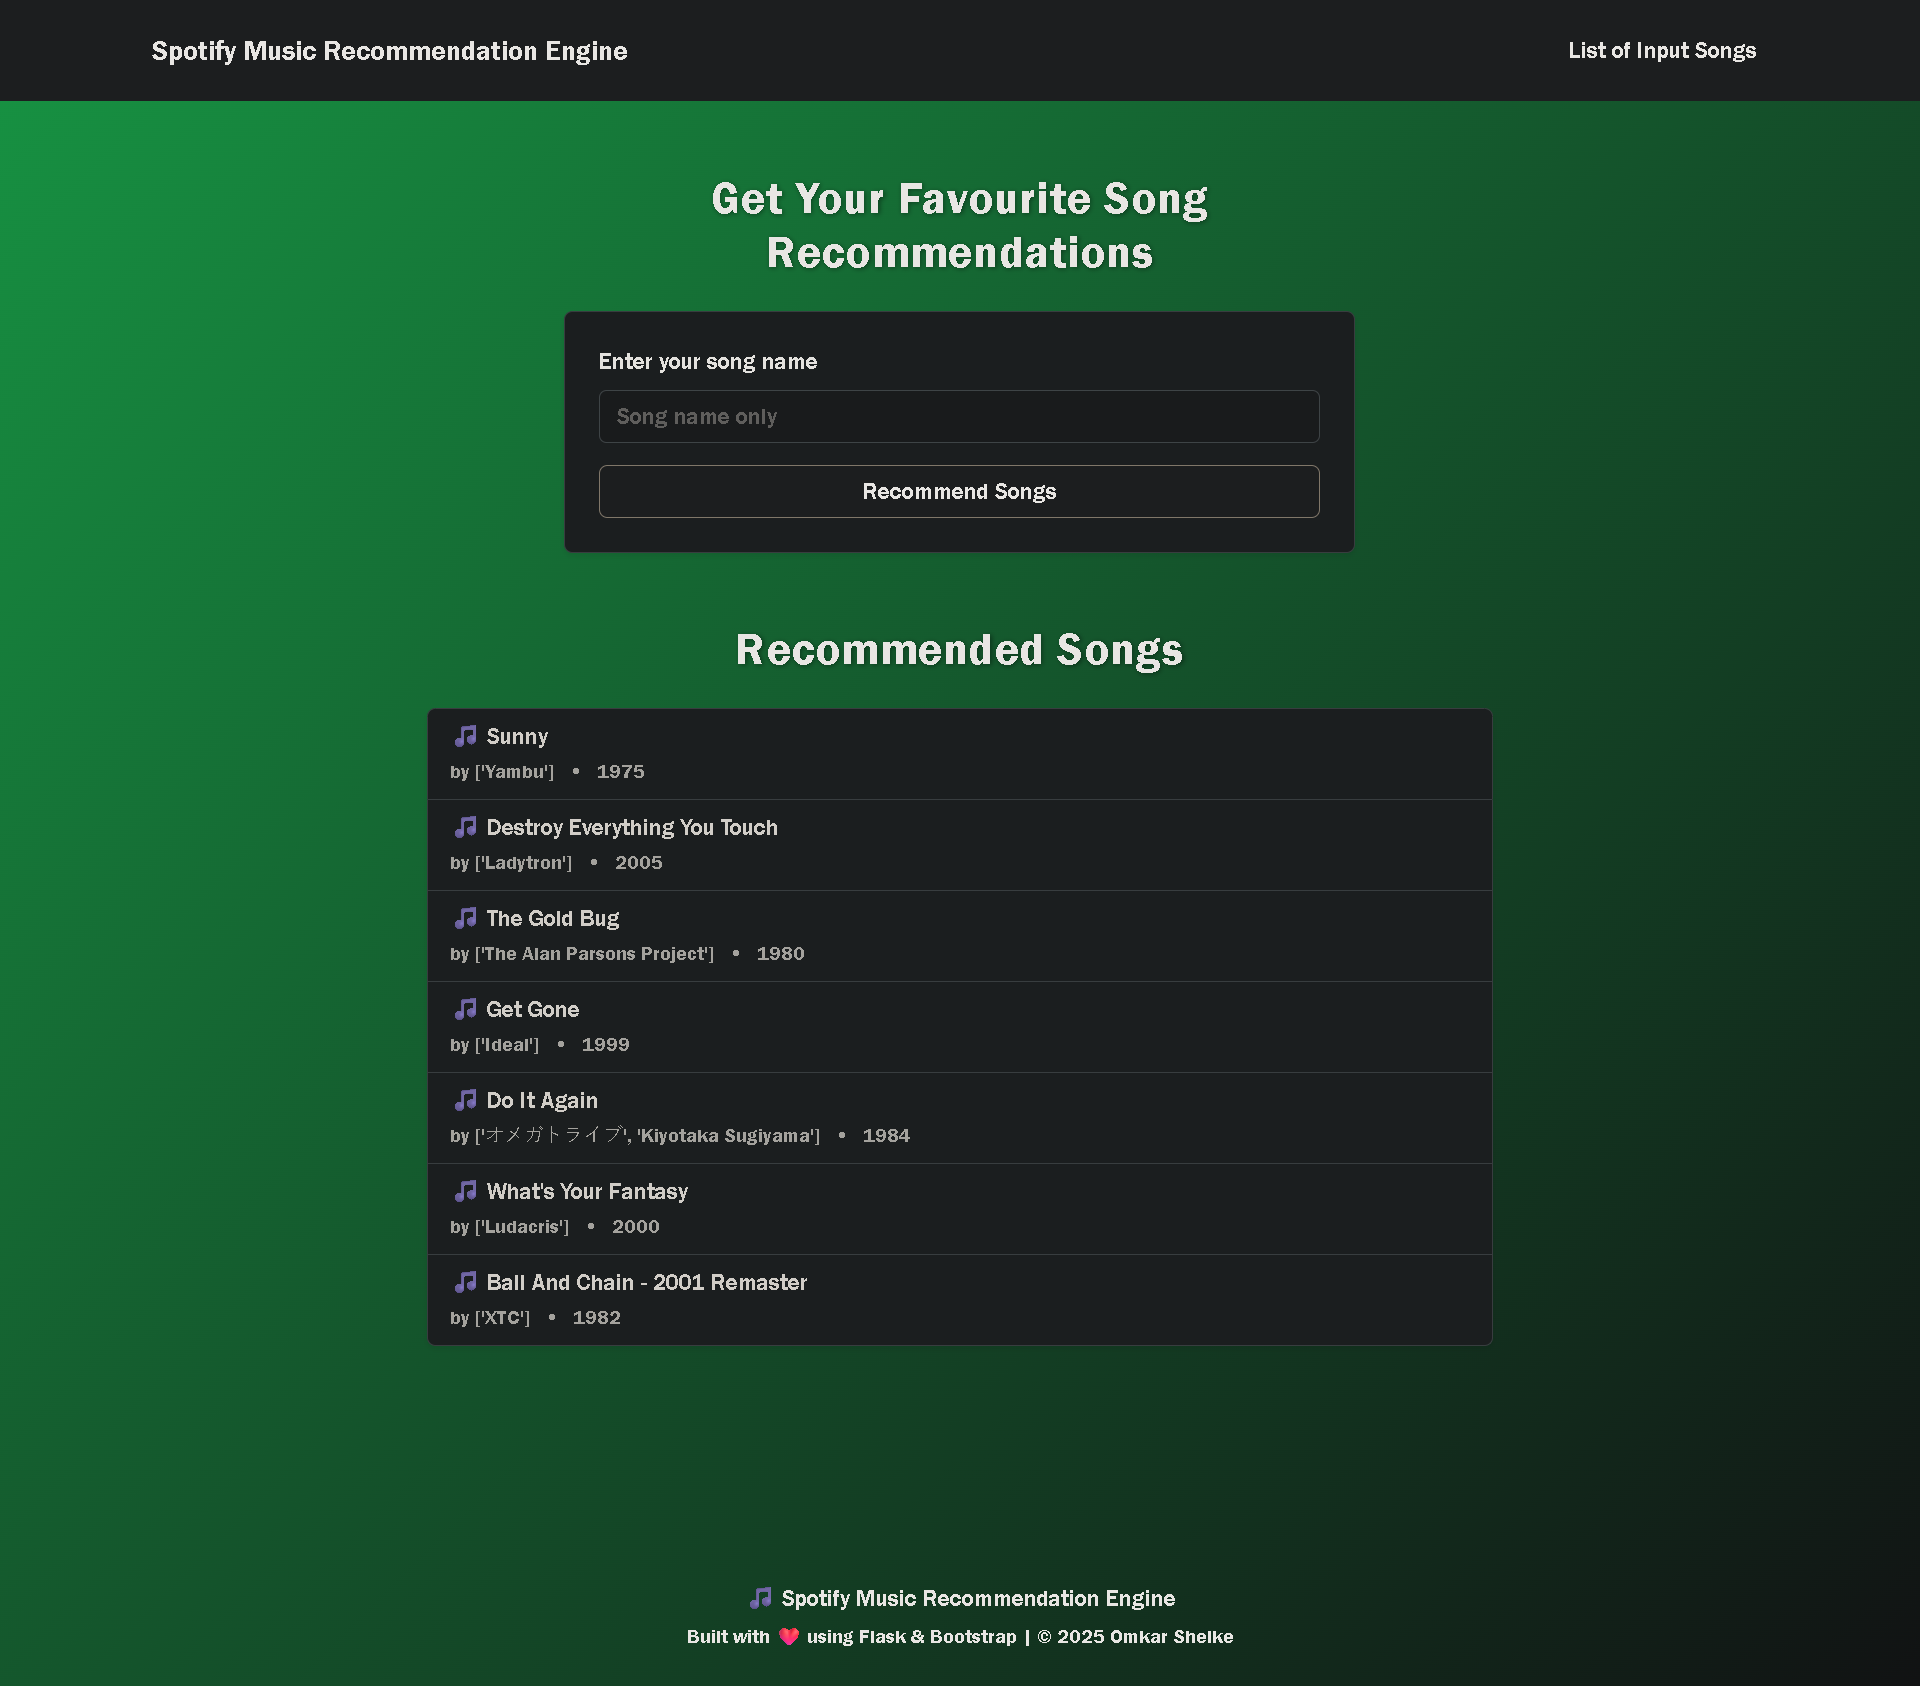 Spotify Music Recommendation Engine
List of Input Songs
Get Your Favourite Song
Recommendations
Enter your song name
Song name only
Recommend Songs
Recommended Songs
🎵 Sunny
by ['Yambu'] • 1975
🎵 Destroy Everything You Touch
by ['Ladytron'] • 2005
🎵 The Gold Bug
by ['The Alan Parsons Project'] • 1980
🎵 Get Gone
by ['Ideal'] • 1999
🎵 Do It Again
by ['オメガトライブ', 'Kiyotaka Sugiyama'] • 1984
🎵 What's Your Fantasy
by ['Ludacris'] • 2000
🎵 Ball And Chain - 2001 Remaster
by ['XTC'] • 1982
🎵 Spotify Music Recommendation Engine
Built with ❤️ using Flask & Bootstrap | © 2025 Omkar Shelke